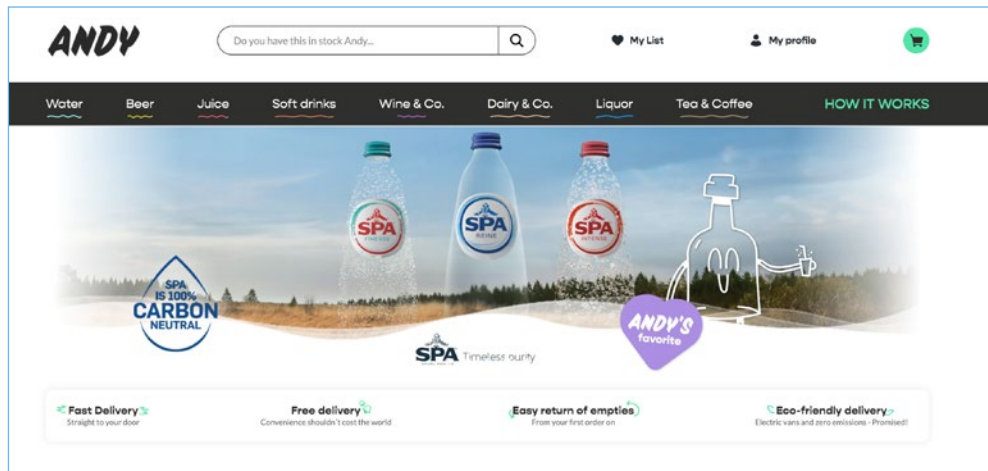 ANDY
Do you have this in stock Andy...
My List
My profile
Water Beer Juice Soft drinks Wine & Co. Dairy & Co. Liquor Tea & Coffee HOW IT WORKS
SPA
FINESSE
SPA
REINE
SPA
INTENSE
SPA
IS 100%
CARBON
NEUTRAL
ANDY'S
favorite
SPA Timeless purity
Fast Delivery
Straight to your door
Free delivery
Convenience shouldn't cost the world
Easy return of empties
From your first order on
Eco-friendly delivery
Electric vans and zero emissions - Promised!